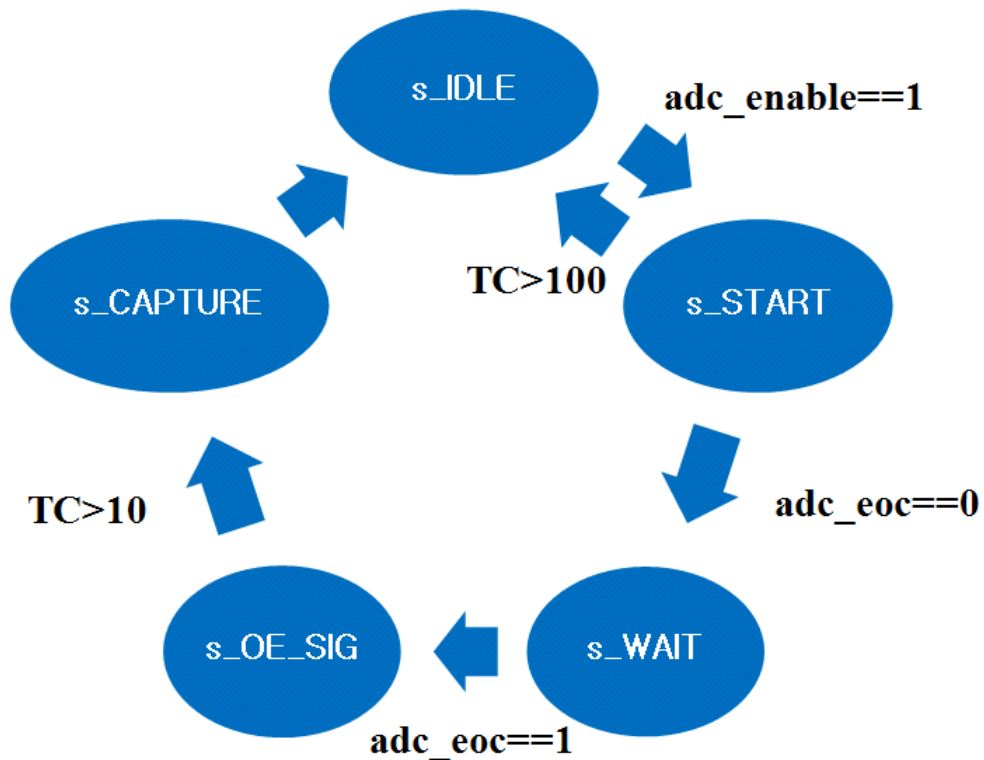 s_IDLE
adc_enable==1
TC>100
s_CAPTURE
s_START
TC>10
adc_eoc==0
s_OE_SIG
s_WAIT
adc_eoc==1